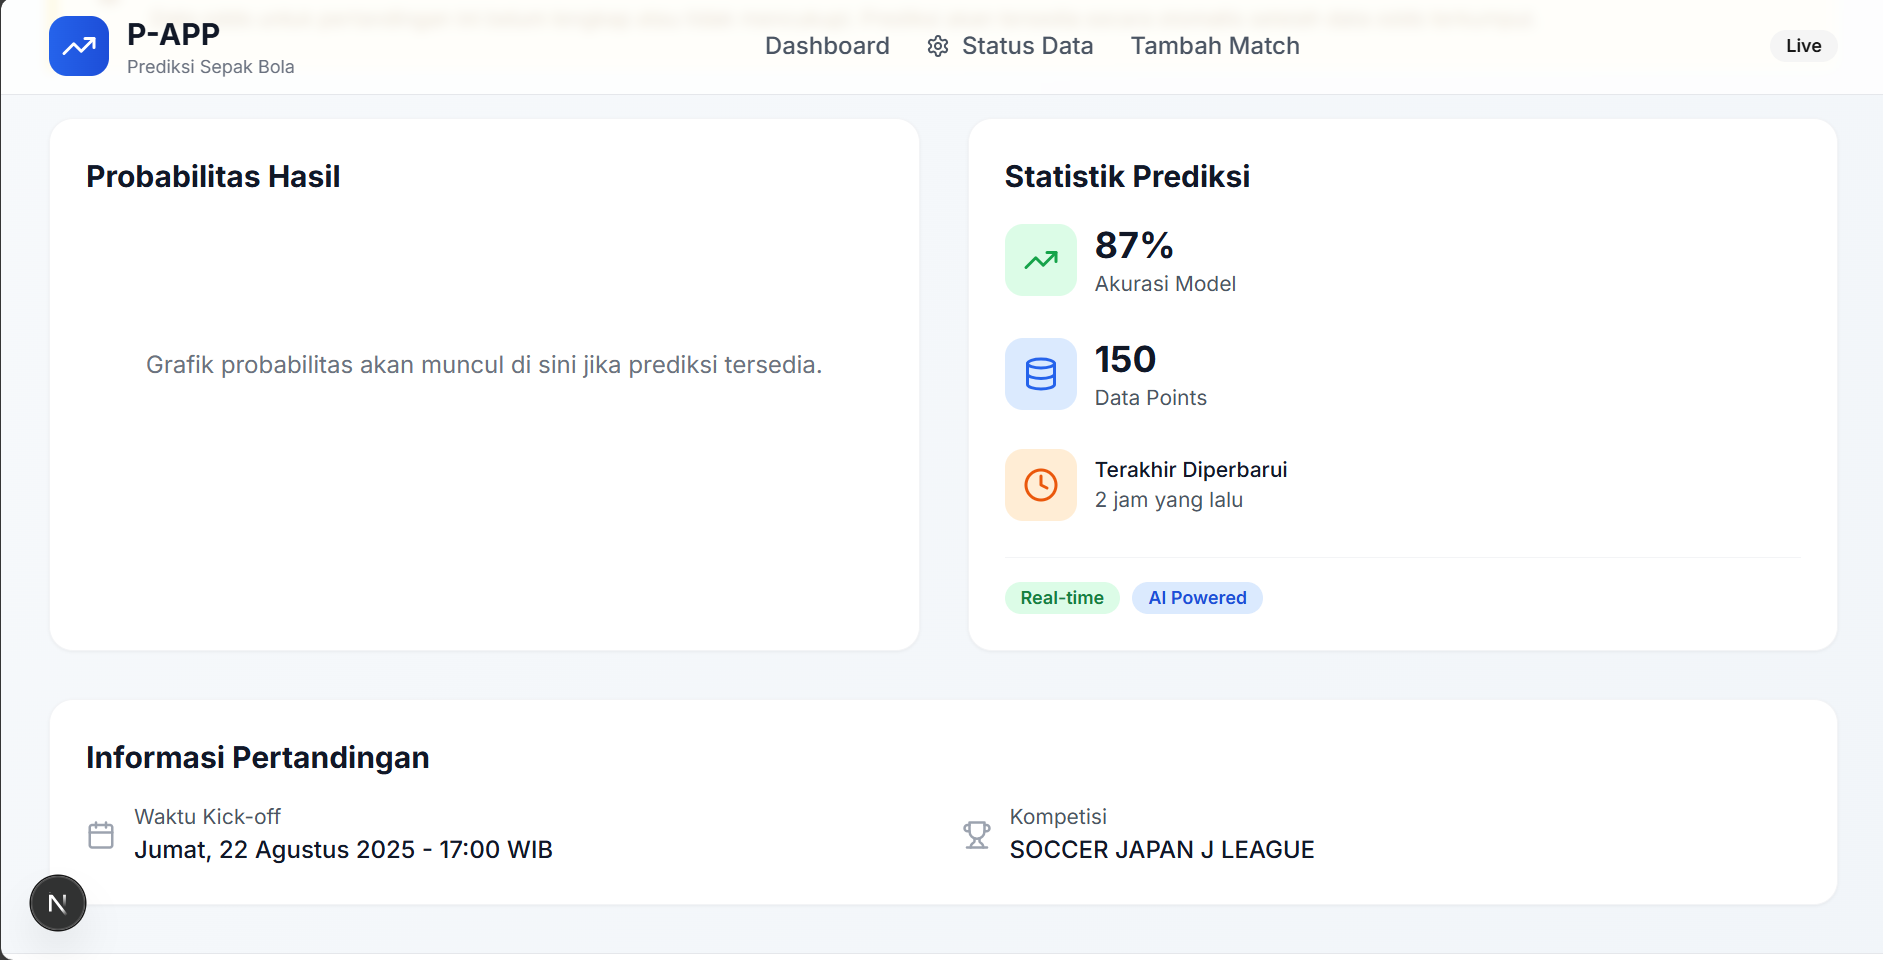 P-APP
Prediksi Sepak Bola
Dashboard
Status Data
Tambah Match
Live
Probabilitas Hasil
Grafik probabilitas akan muncul di sini jika prediksi tersedia.
Statistik Prediksi
87%
Akurasi Model
150
Data Points
Terakhir Diperbarui
2 jam yang lalu
Real-time
AI Powered
Informasi Pertandingan
Waktu Kick-off
Jumat, 22 Agustus 2025 - 17:00 WIB
Kompetisi
SOCCER JAPAN J LEAGUE
N